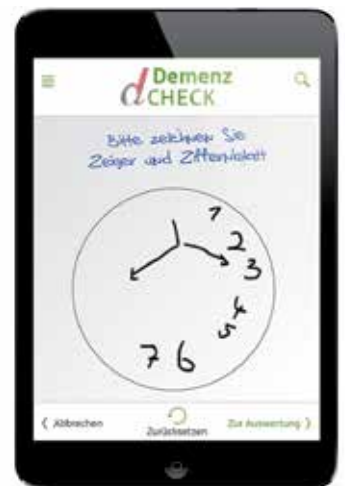 Demenz
CHECK
Bitte zeichnen Sie
Zeiger und Ziffernblatt
1
2
3
4
5
7 6
Abbrechen
Zurücksetzen
Zur Auswertung